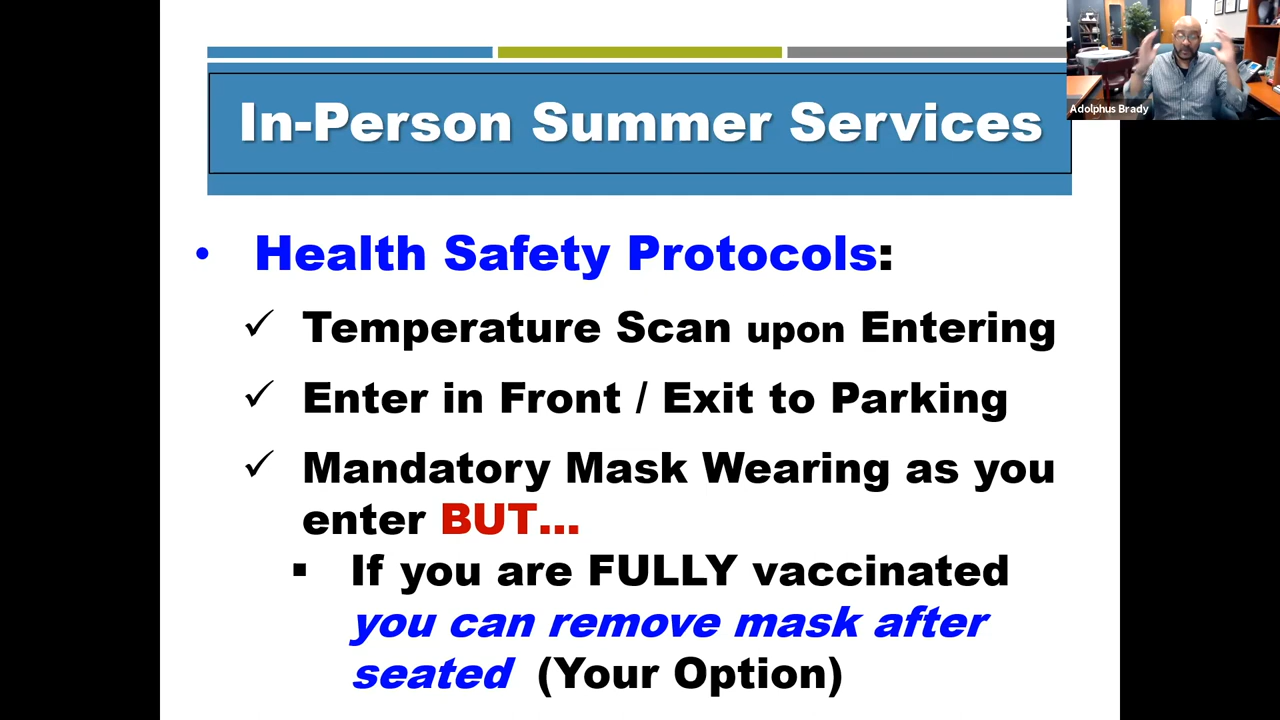 In-Person Summer Services
Adolphus Brady
• Health Safety Protocols:
✓ Temperature Scan upon Entering
✓ Enter in Front / Exit to Parking
✓ Mandatory Mask Wearing as you
enter BUT...
▪ If you are FULLY vaccinated
you can remove mask after
seated (Your Option)